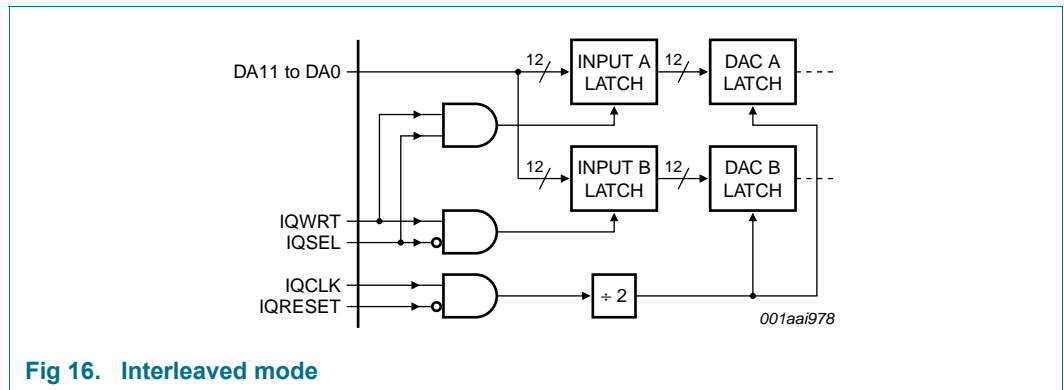 DA11 to DA0
12
INPUT A
LATCH
12
DAC A
LATCH
12
INPUT B
LATCH
12
DAC B
LATCH
IQWRT
IQSEL
IQCLK
IQRESET
÷ 2
001aai978
Fig 16. Interleaved mode